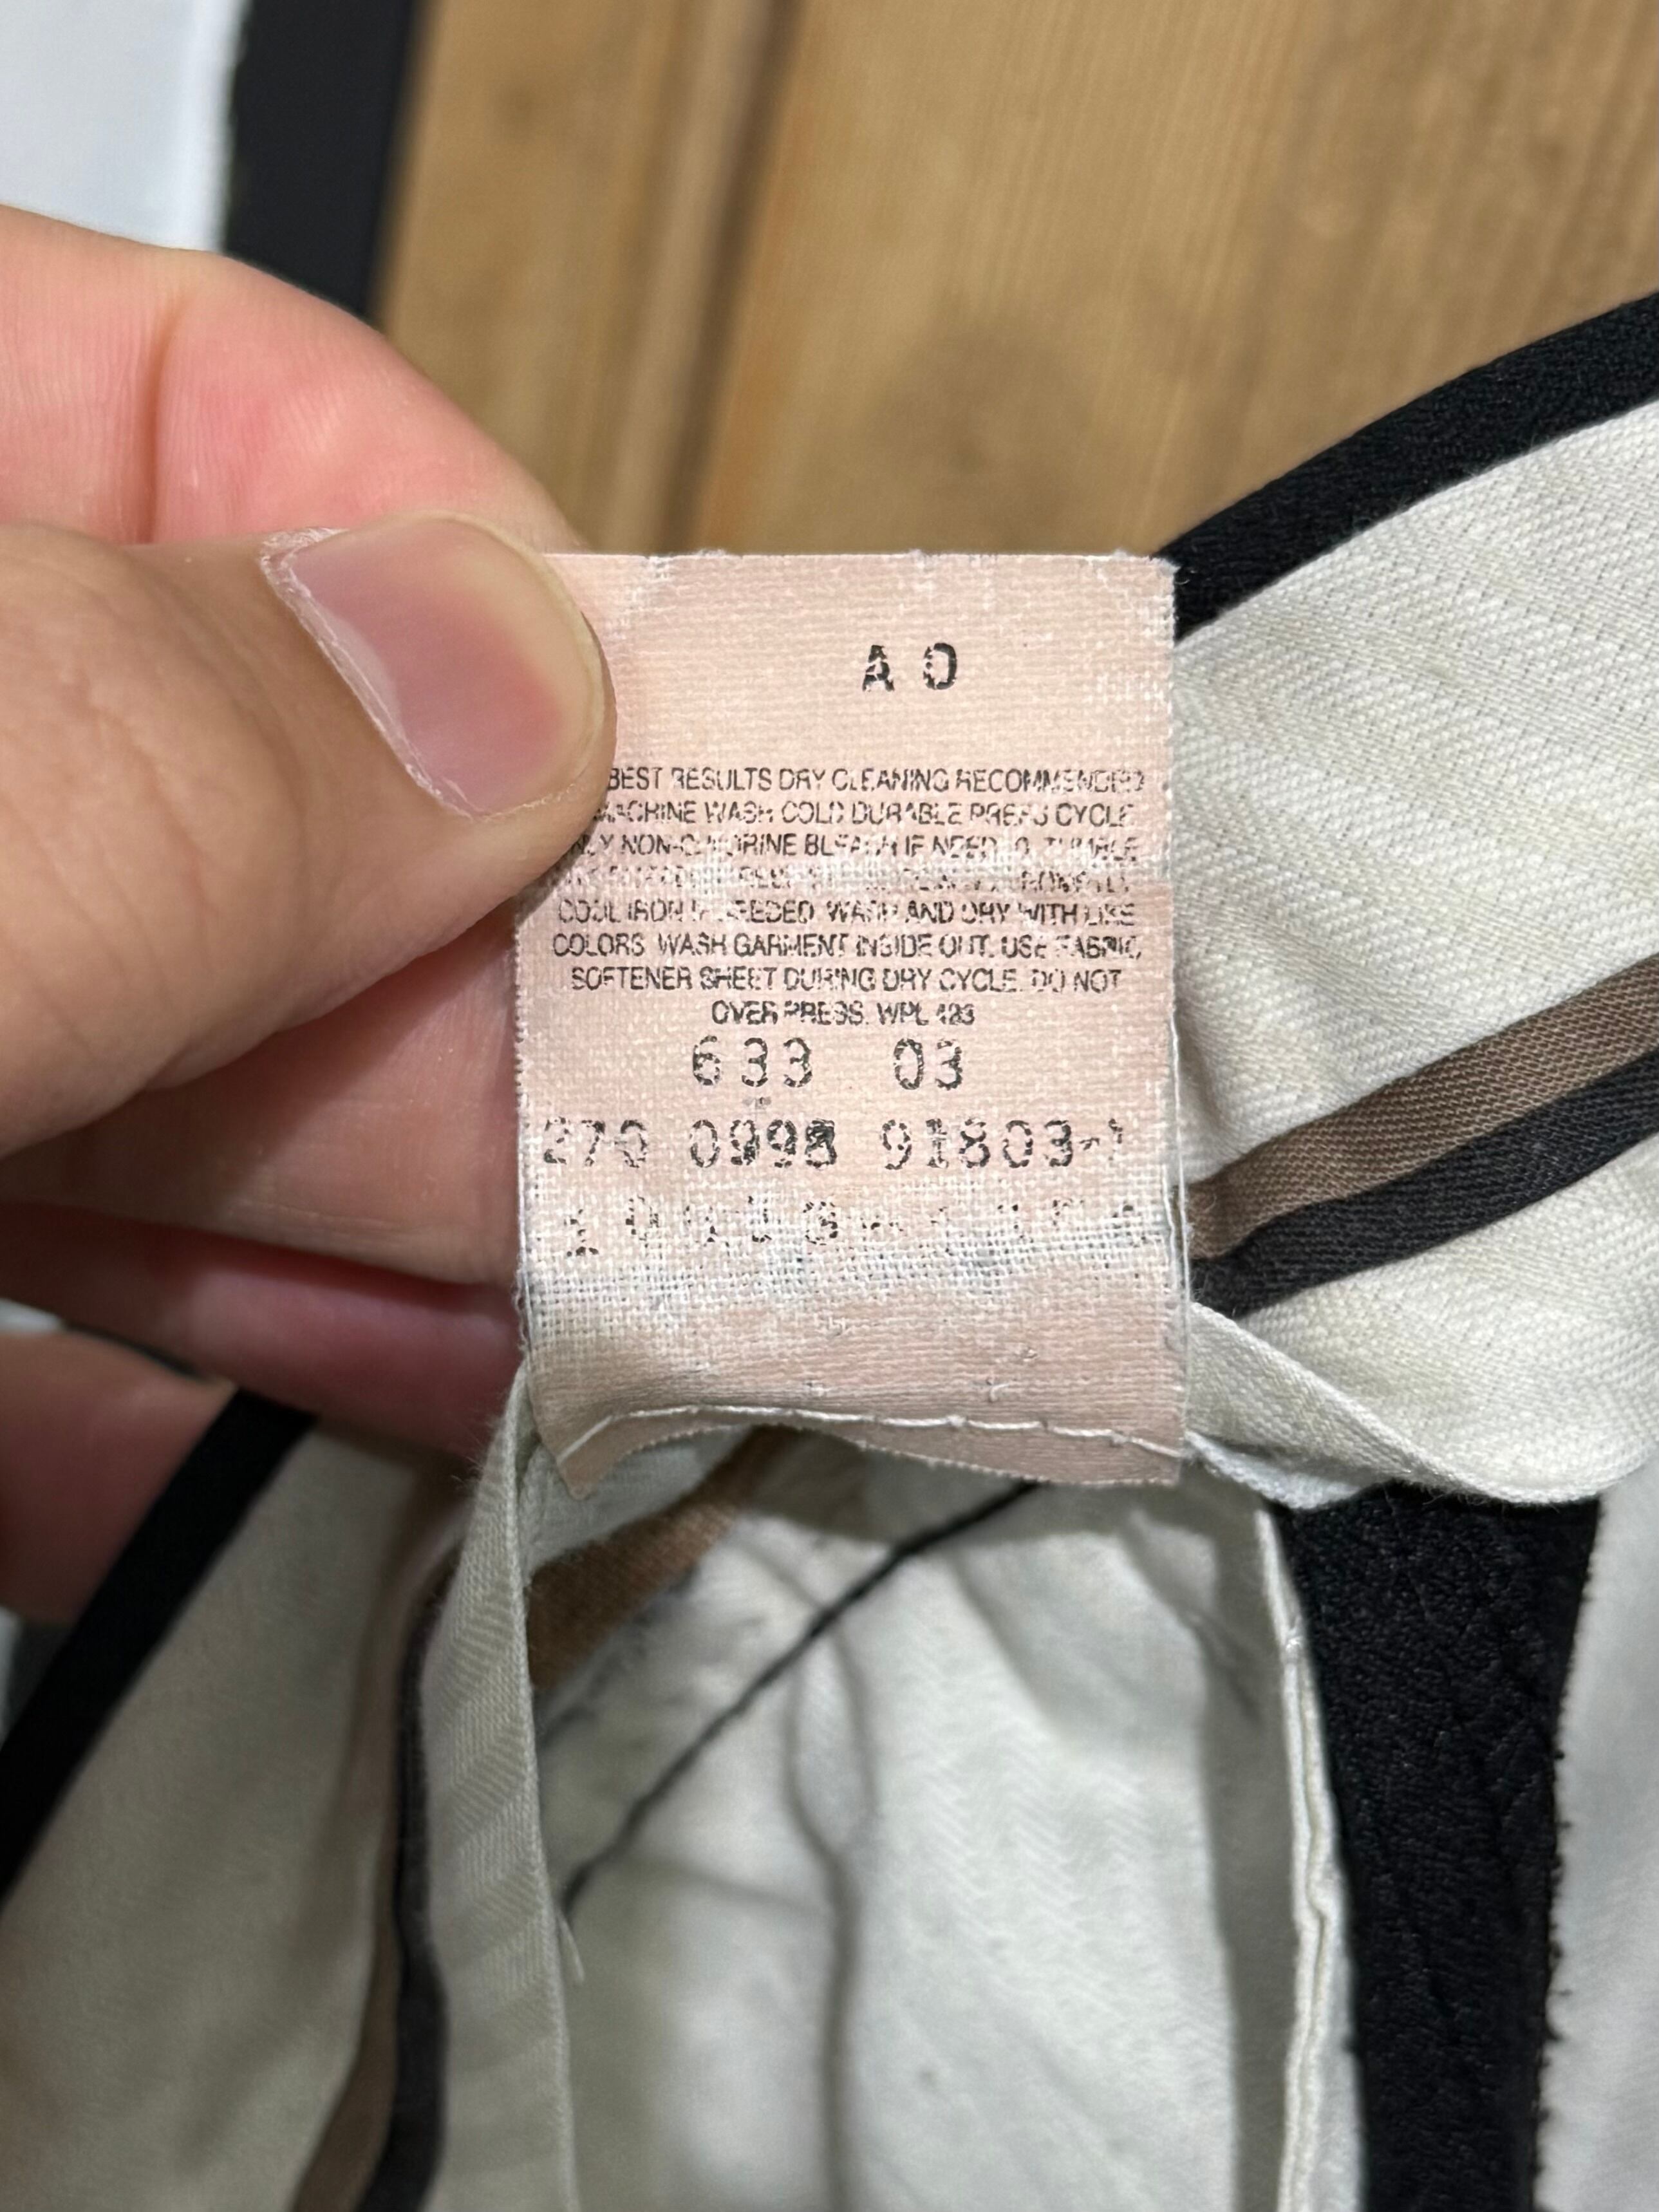 A 0
BEST RESULTS DRY CLEANING RECOMMENDED
MACHINE WASH COLD DURABLE PRESS CYCLE
NON-CHLORINE BLEACH IF NEEDED. TUMBLE
COOL IRON IF NEEDED. WASH AND DRY WITH LIKE
COLORS. WASH GARMENT INSIDE OUT. USE FABRIC
SOFTENER SHEET DURING DRY CYCLE. DO NOT
OVER PRESS. WPL 423
633 03
270 0998 91803-1